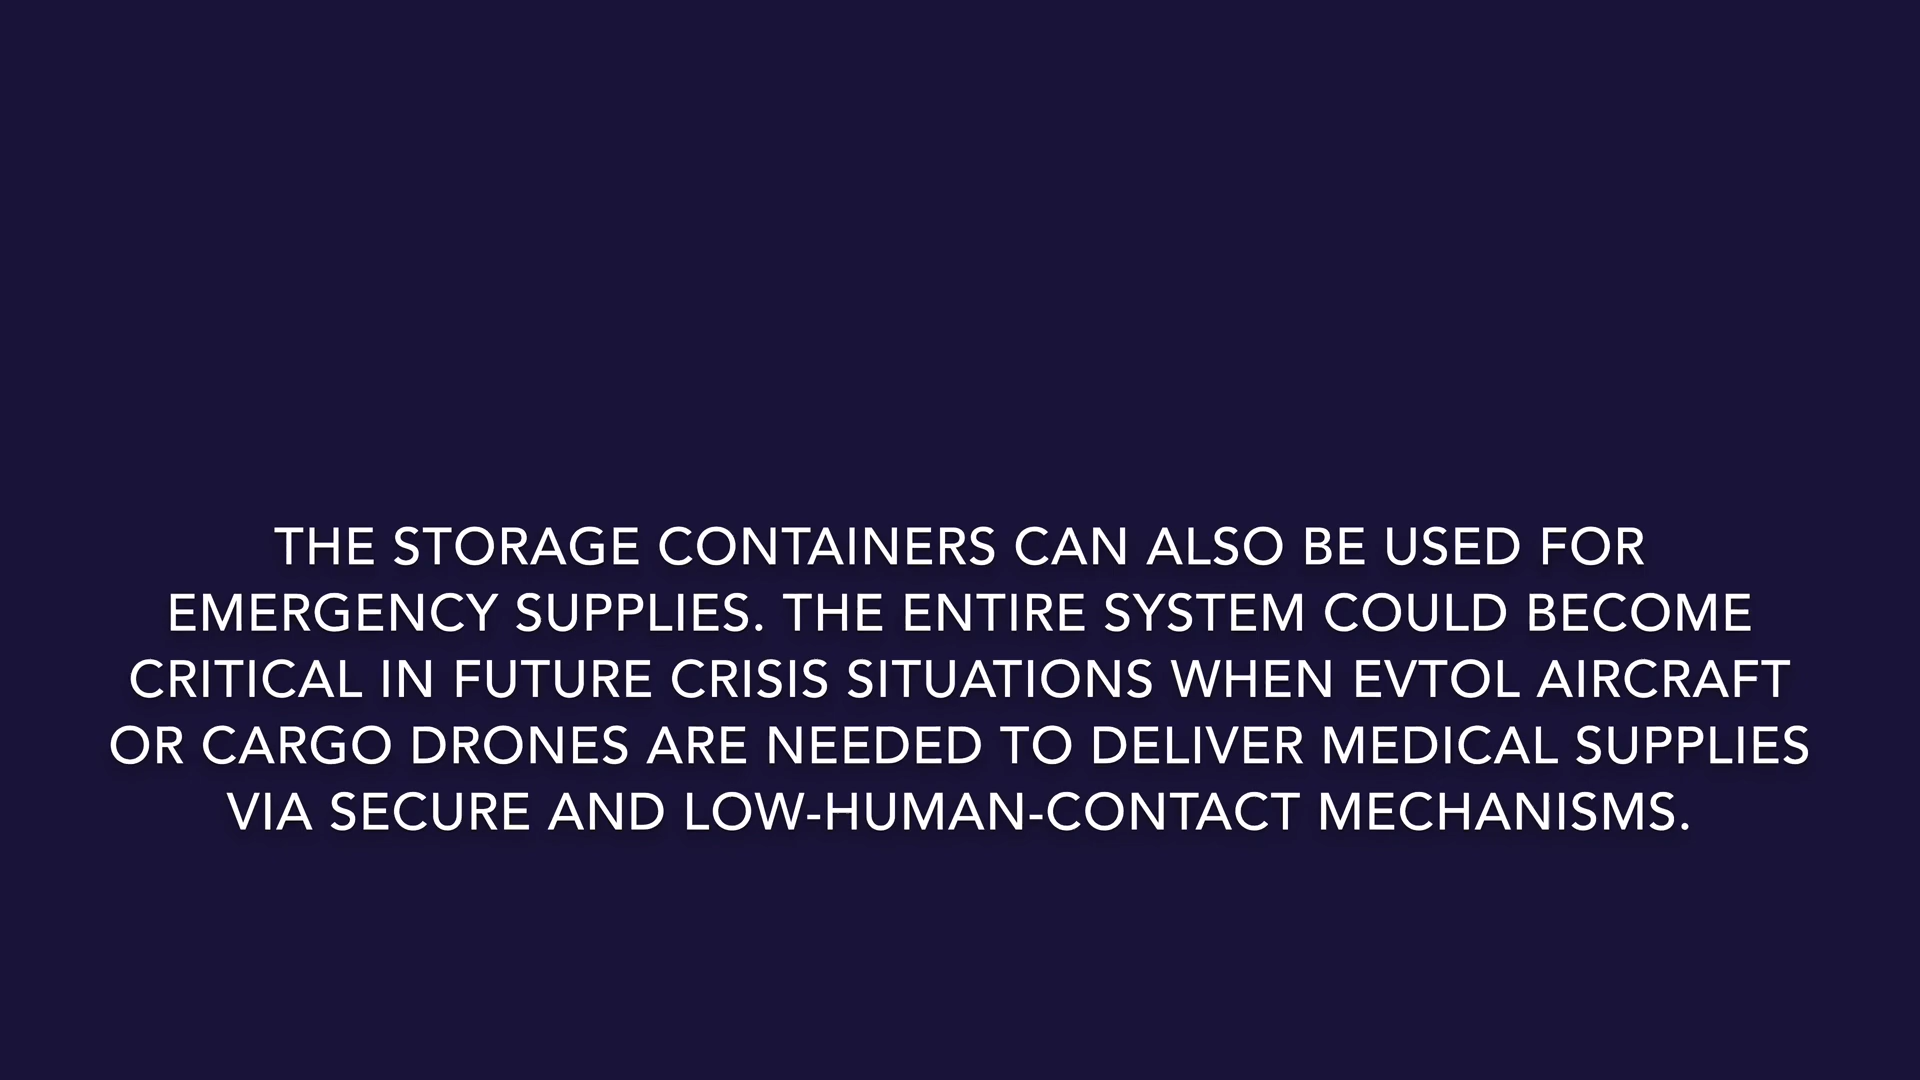 THE STORAGE CONTAINERS CAN ALSO BE USED FOR
EMERGENCY SUPPLIES. THE ENTIRE SYSTEM COULD BECOME
CRITICAL IN FUTURE CRISIS SITUATIONS WHEN EVTOL AIRCRAFT
OR CARGO DRONES ARE NEEDED TO DELIVER MEDICAL SUPPLIES
VIA SECURE AND LOW-HUMAN-CONTACT MECHANISMS.